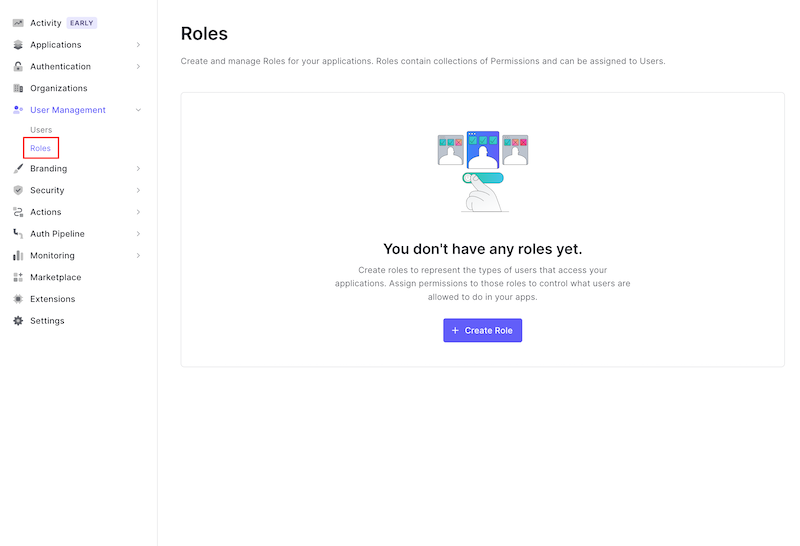 Activity EARLY
Applications
Authentication
Organizations
User Management
Users
Roles
Branding
Security
Actions
Auth Pipeline
Monitoring
Marketplace
Extensions
Settings
Roles
Create and manage Roles for your applications. Roles contain collections of Permissions and can be assigned to Users.
You don't have any roles yet.
Create roles to represent the types of users that access your
applications. Assign permissions to those roles to control what users are
allowed to do in your apps.
+ Create Role